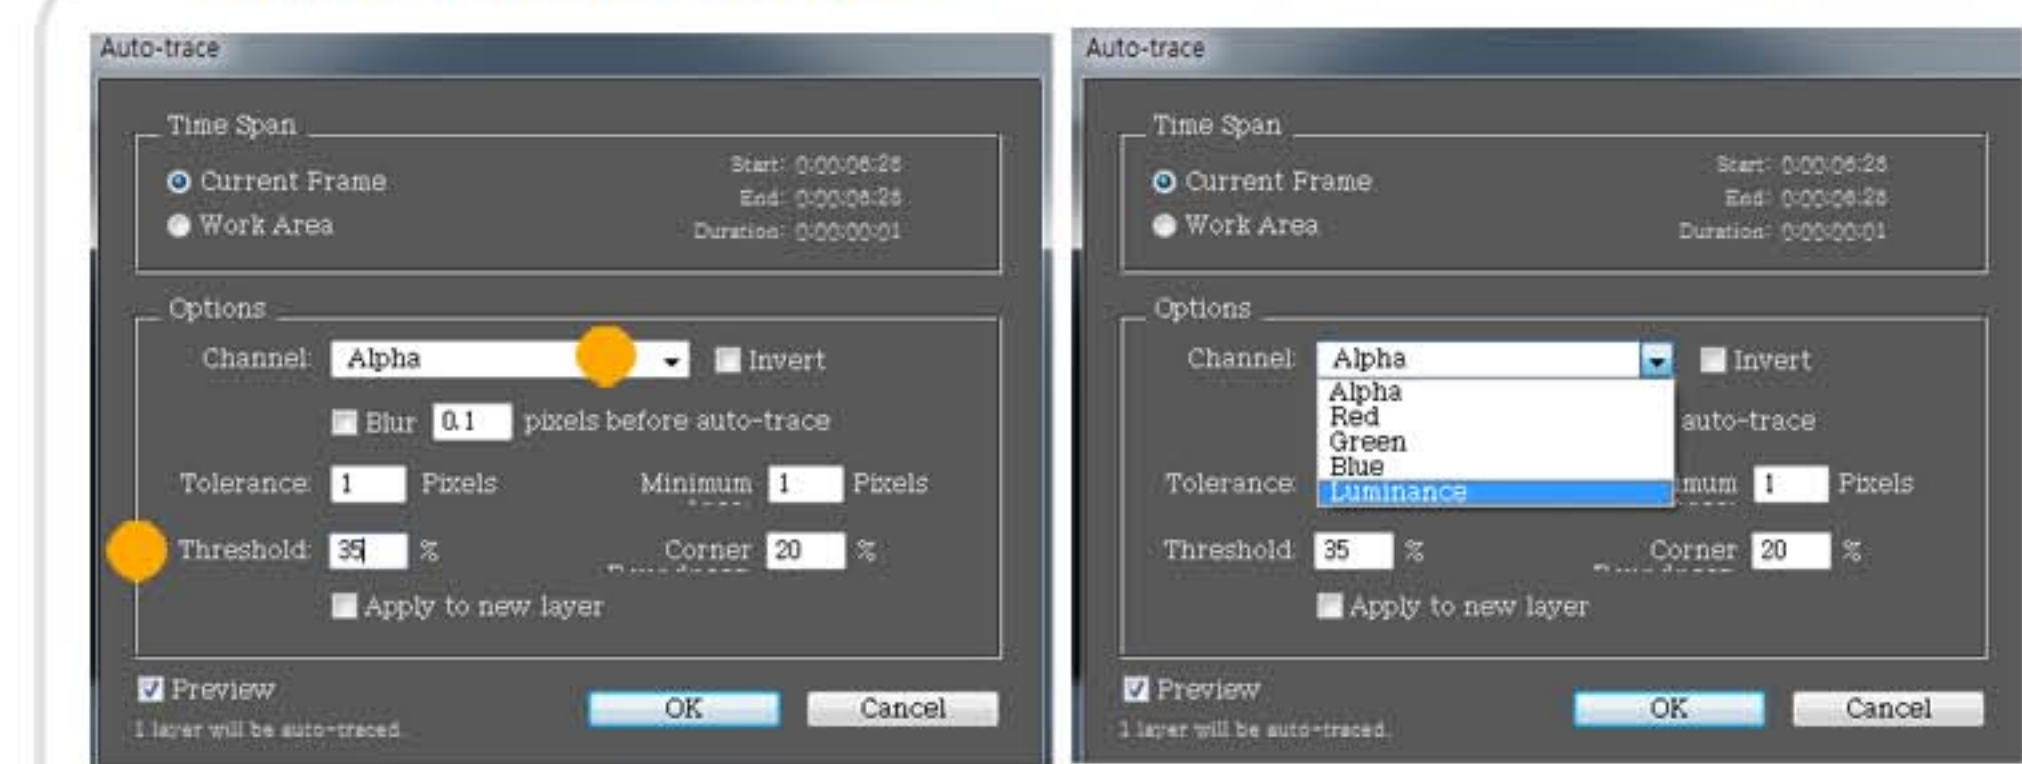 Auto-trace
Time Span
Current Frame
Work Area
Start: 0:00:06:28
End: 0:00:06:28
Duration: 0:00:00:01
Options
Channel: Alpha Invert
Blur 0.1 pixels before auto-trace
Tolerance: 1 Pixels Minimum 1 Pixels
Threshold: 35 % Corner 20 %
Apply to new layer
Preview
OK Cancel
1 layer will be auto-traced.
Auto-trace
Time Span
Current Frame
Work Area
Start: 0:00:06:28
End: 0:00:06:28
Duration: 0:00:00:01
Options
Channel: Alpha Invert
Alpha
Red
Green
Blue
Luminance
auto-trace
Tolerance: mum 1 Pixels
Threshold: 35 % Corner 20 %
Apply to new layer
Preview
OK Cancel
1 layer will be auto-traced.